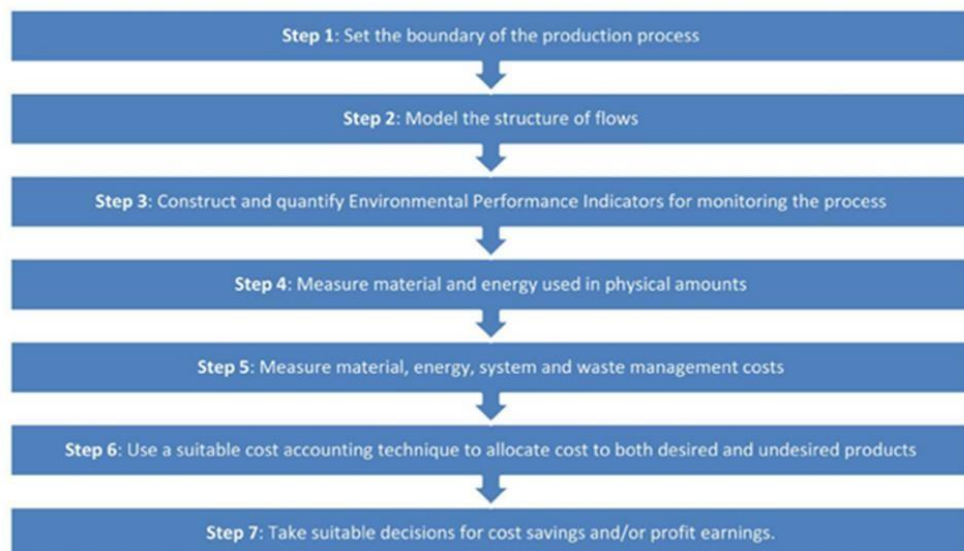 Step 1: Set the boundary of the production process
Step 2: Model the structure of flows
Step 3: Construct and quantify Environmental Performance Indicators for monitoring the process
Step 4: Measure material and energy used in physical amounts
Step 5: Measure material, energy, system and waste management costs
Step 6: Use a suitable cost accounting technique to allocate cost to both desired and undesired products
Step 7: Take suitable decisions for cost savings and/or profit earnings.